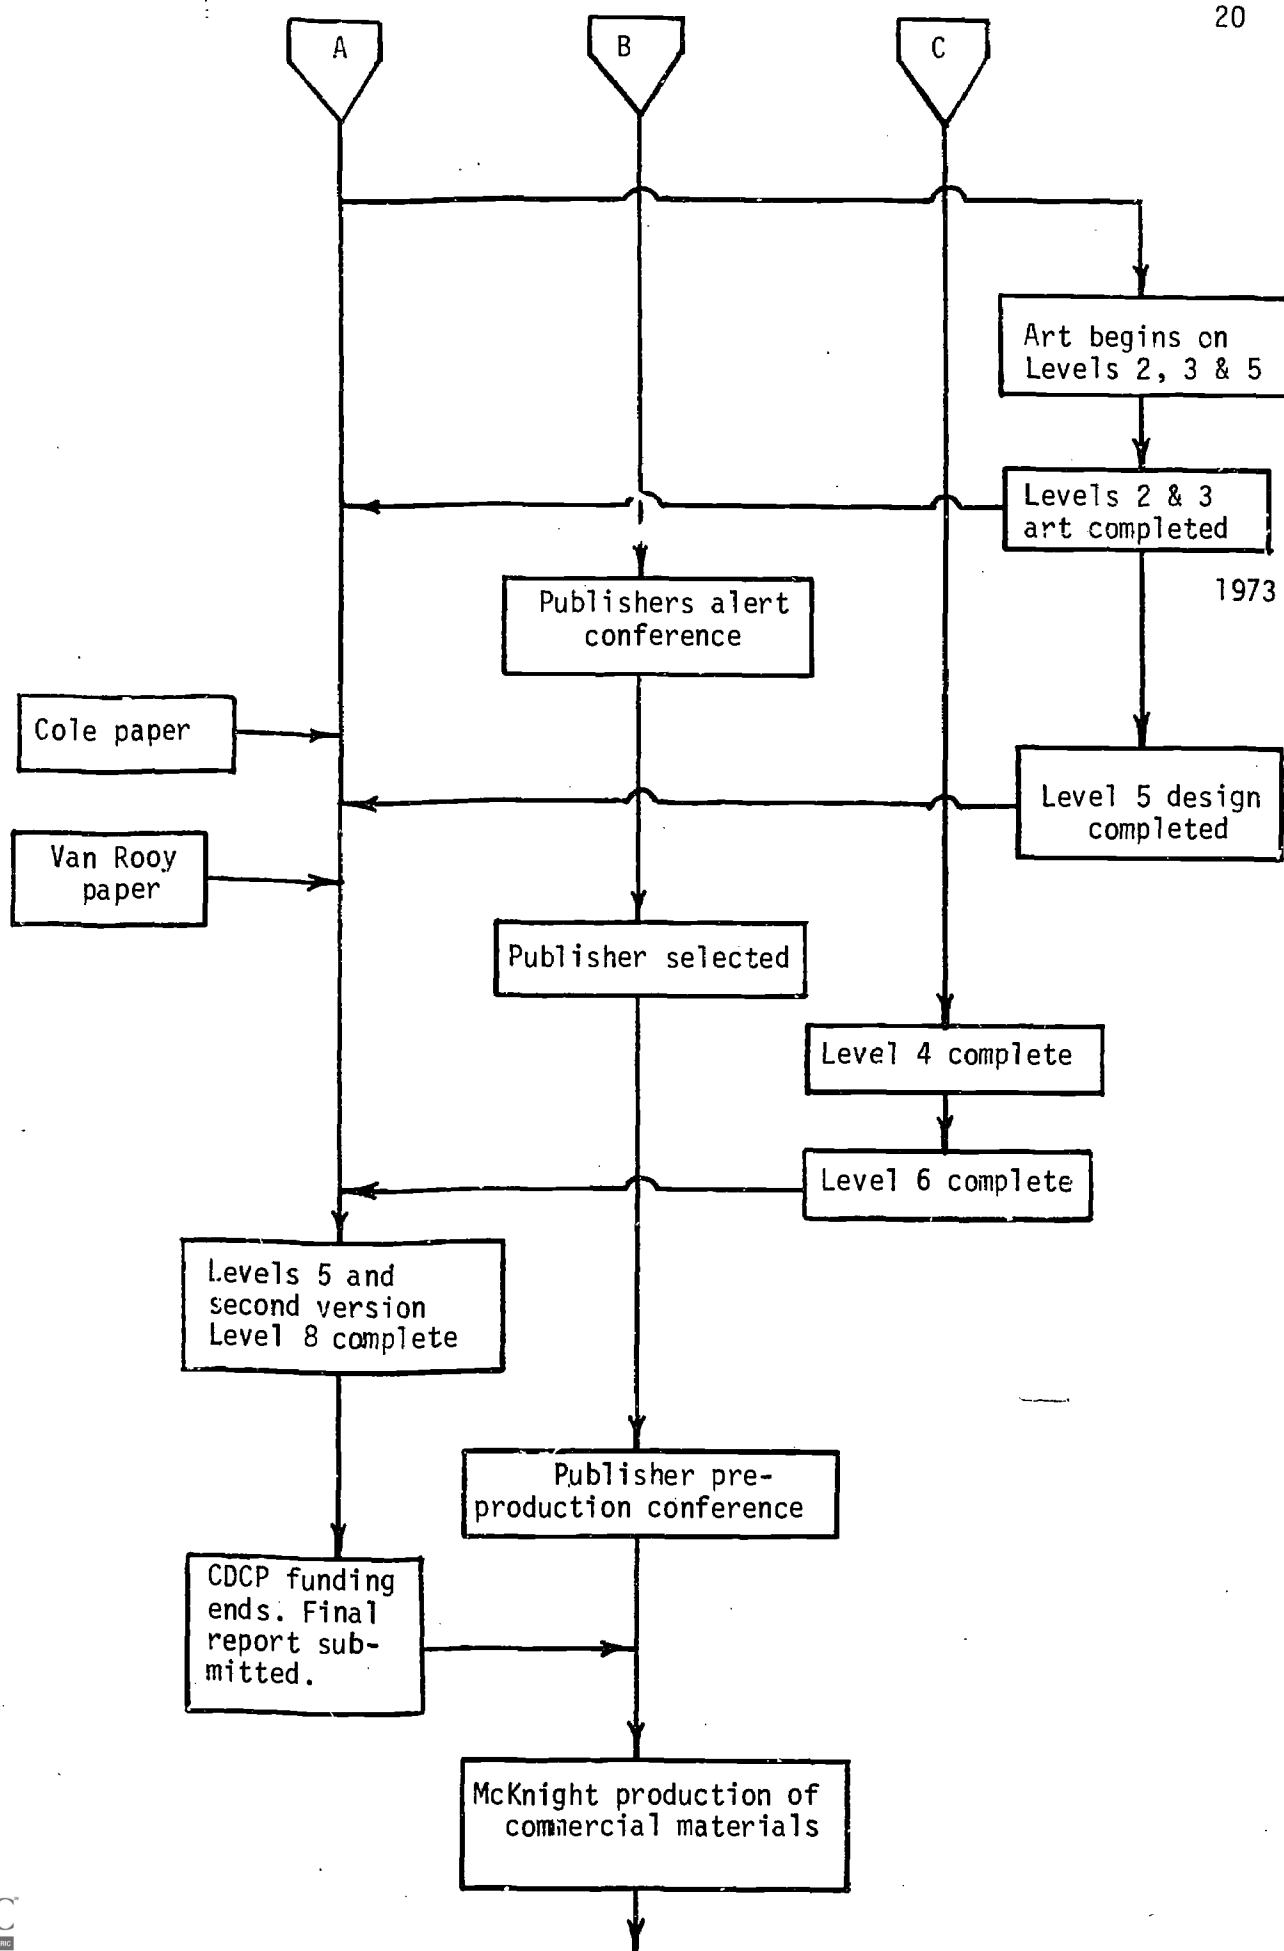 20
A
B
C
Art begins on
Levels 2, 3 & 5
Levels 2 & 3
art completed
1973
Publishers alert
conference
Cole paper
Level 5 design
completed
Van Rooy
paper
Publisher selected
Level 4 complete
Level 6 complete
Levels 5 and
second version
Level 8 complete
Publisher pre-
production conference
CDCP funding
ends. Final
report sub-
mitted.
McKnight production of
commercial materials